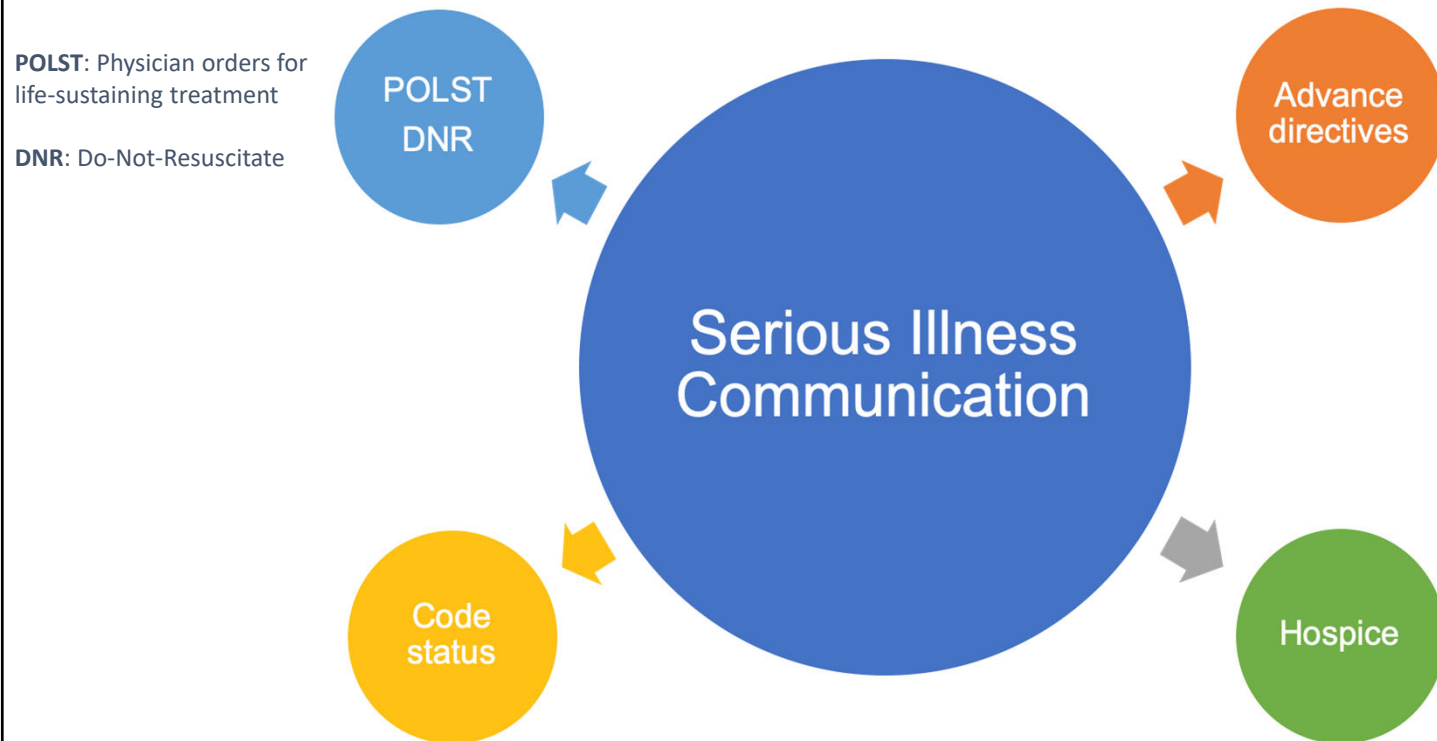 POLST: Physician orders for
life-sustaining treatment
DNR: Do-Not-Resuscitate
POLST
DNR
Advance
directives
Serious Illness
Communication
Code
status
Hospice